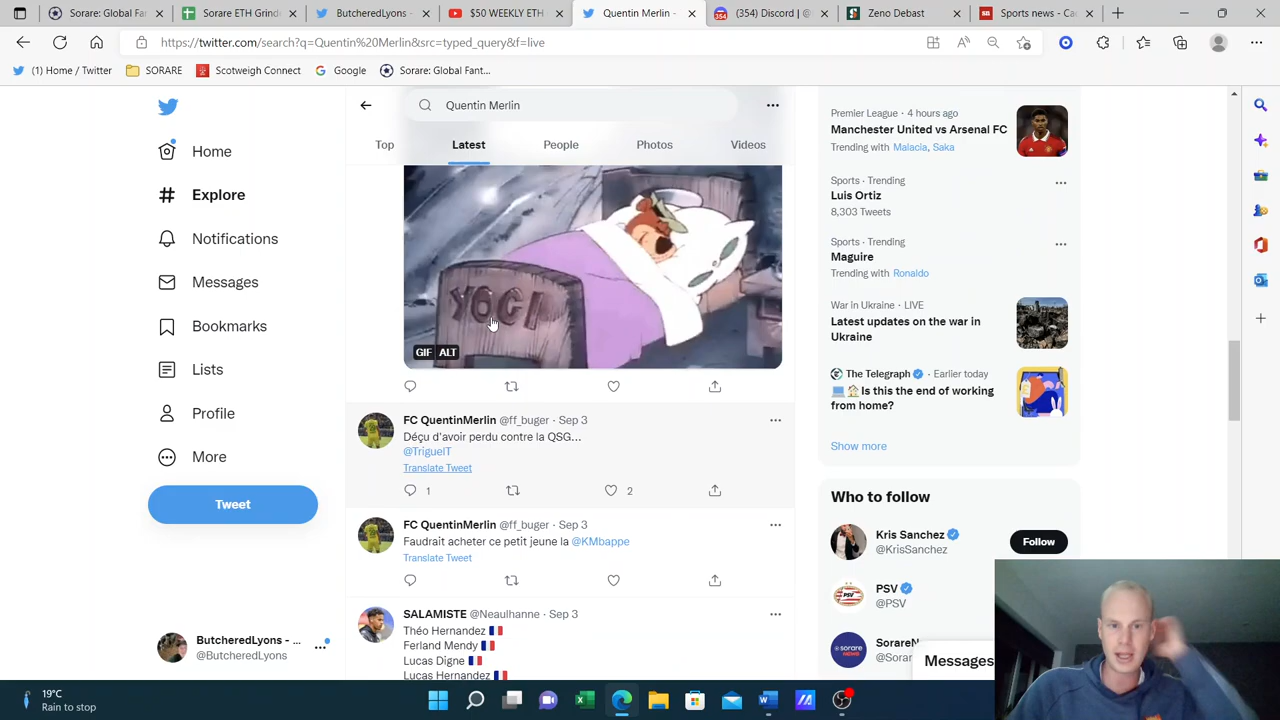 Sorare: Global Fan
Sorare ETH Grind
ButcheredLyons -
$50 WEEKLY ETH
Quentin Merlin -
(354) Discord | @
Zeno Debast
Sports news - Ca
https://twitter.com/search?q=Quentin%20Merlin&src=typed_query&f=live
(1) Home / Twitter
SORARE
Scotweigh Connect
Google
Sorare: Global Fant...
Quentin Merlin
Top
Latest
People
Photos
Videos
Home
Explore
Notifications
Messages
Bookmarks
Lists
Profile
More
Tweet
ButcheredLyons - ...
@ButcheredLyons
YOGI
GIF
ALT
FC QuentinMerlin @ff_buger · Sep 3
Déçu d'avoir perdu contre la QSG...
@TriguelT
Translate Tweet
1
2
FC QuentinMerlin @ff_buger · Sep 3
Faudrait acheter ce petit jeune la @KMbappe
Translate Tweet
SALAMISTE @Neaulhanne · Sep 3
Théo Hernandez 🇫🇷
Ferland Mendy 🇫🇷
Lucas Digne 🇫🇷
Lucas Hernandez
Premier League · 4 hours ago
Manchester United vs Arsenal FC
Trending with Malacia, Saka
Sports · Trending
Luis Ortiz
8,303 Tweets
Sports · Trending
Maguire
Trending with Ronaldo
War in Ukraine · LIVE
Latest updates on the war in
Ukraine
The Telegraph · Earlier today
💻🏠Is this the end of working
from home?
Show more
Who to follow
Kris Sanchez
@KrisSanchez
Follow
PSV
@PSV
SorareN
@Sorar
Messages
19°C
Rain to stop